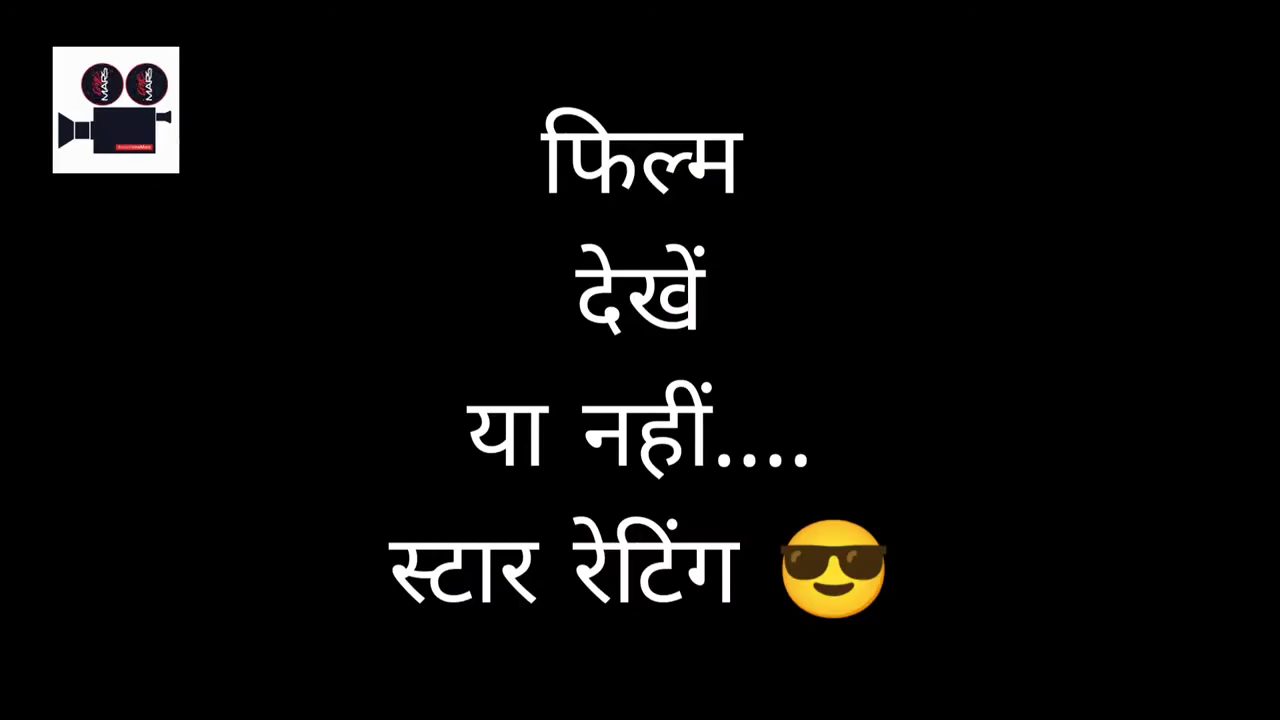 फिल्म
देखें
या नहीं....
स्टार रेटिंग 😎